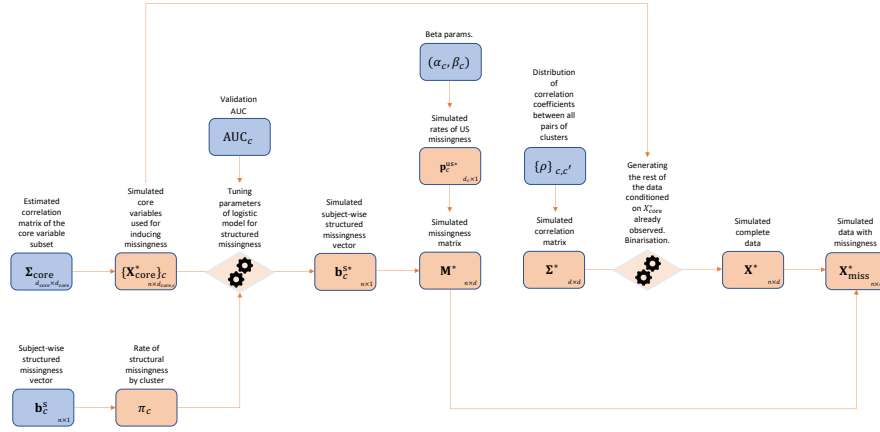 Beta params.
(α_c, β_c)
Validation
AUC
AUC_c
Simulated
rates of US
missingness
p_c^{us*}
d_c×1
Distribution
of
correlation
coefficients
between all
pairs of
clusters
{ρ}_{c,c′}
Generating
the rest of
the data
conditioned
on X*_core
already
observed.
Binarisation.
Estimated
correlation
matrix of the
core variable
subset
Σ_core
d_core×d_core
Simulated
core
variables
used for
inducing
missingness
{X*_core}_c
n×d_core,c
Tuning
parameters
of logistic
model for
structured
missingness
Simulated
subject-wise
structured
missingness
vector
b_c^{s*}
n×1
Simulated
missingness
matrix
M*
n×d
Simulated
correlation
matrix
Σ*
d×d
Simulated
complete
data
X*
n×d
Simulated
data with
missingness
X*_miss
Subject-wise
structured
missingness
vector
b_c^s
n×1
Rate of
structural
missingness
by cluster
π_c